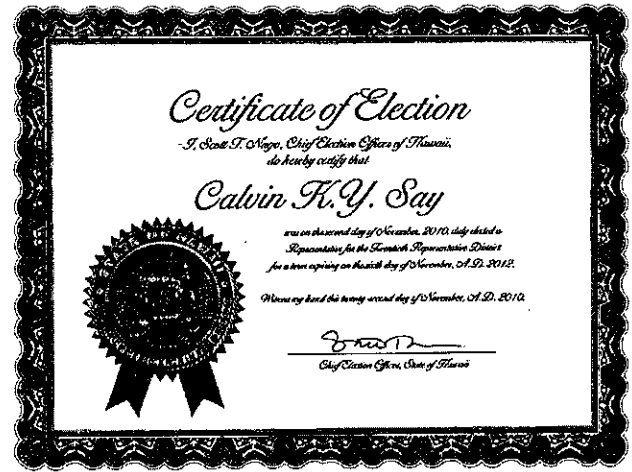 Certificate of Election
I, Scott T. Nago, Chief Election Officer of Hawaii,
do hereby certify that
Calvin K.Y. Say
was on the second day of November, 2010, duly elected a
Representative for the Twentieth Representative District
for a term expiring on the sixth day of November, A.D. 2012.
Witness my hand this twenty-second day of November, A.D. 2010.
Chief Election Officer, State of Hawaii